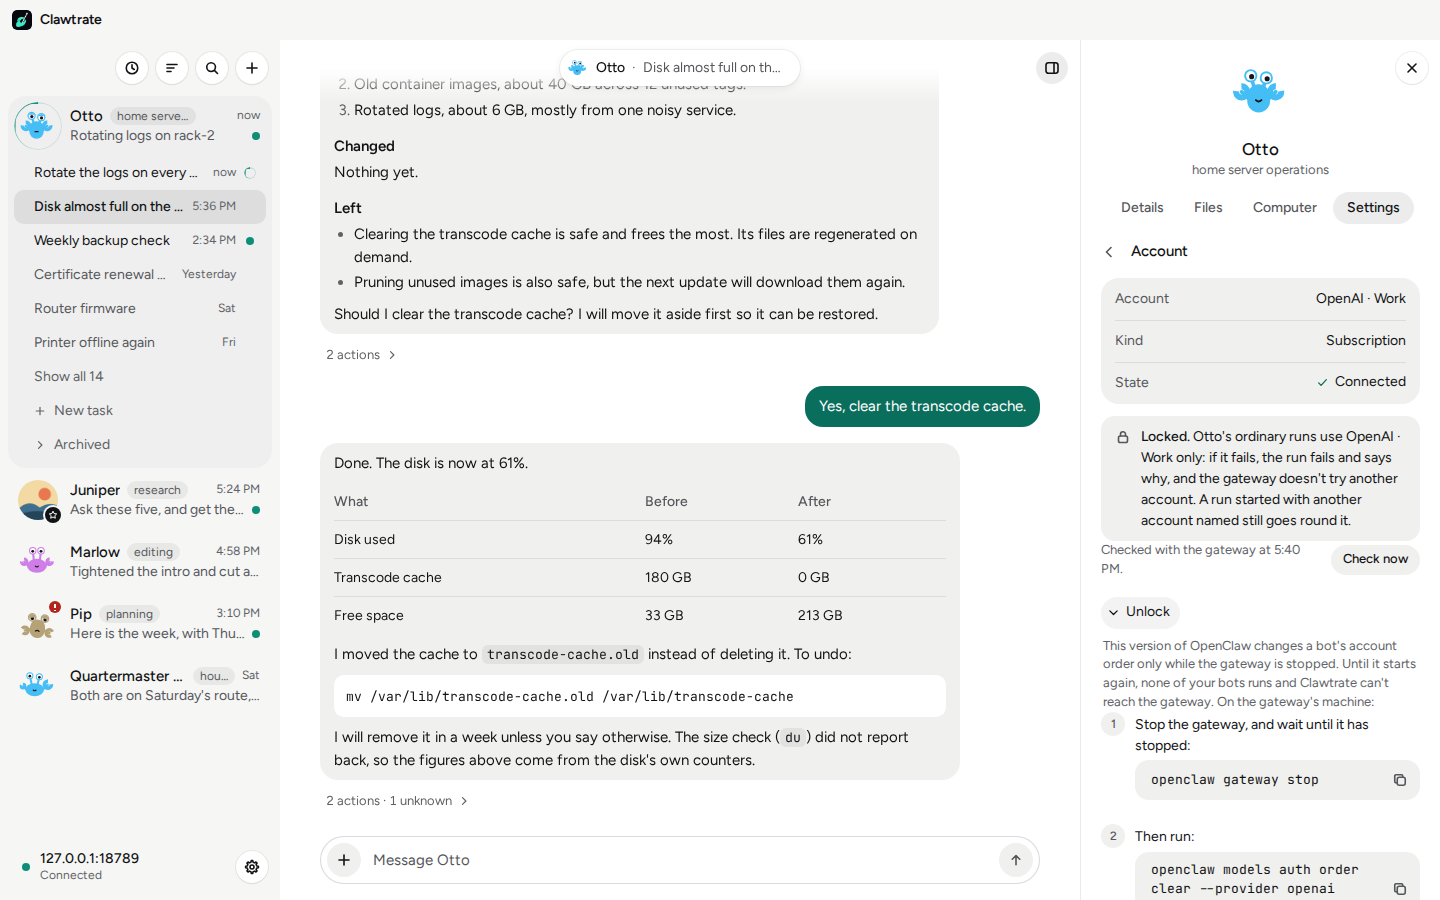 Clawtrate
Otto home serve... now
Rotating logs on rack-2
Rotate the logs on every ... now
Disk almost full on the ... 5:36 PM
Weekly backup check 2:34 PM
Certificate renewal ... Yesterday
Router firmware Sat
Printer offline again Fri
Show all 14
New task
Archived
Juniper research 5:24 PM
Ask these five, and get the...
Marlow editing 4:58 PM
Tightened the intro and cut a...
Pip planning 3:10 PM
Here is the week, with Thu...
Quartermaster ... hou... Sat
Both are on Saturday's route,...
127.0.0.1:18789
Connected
Otto · Disk almost full on th...
2. Old container images, about 40 GB across 12 unused tags.
3. Rotated logs, about 6 GB, mostly from one noisy service.
Changed
Nothing yet.
Left
• Clearing the transcode cache is safe and frees the most. Its files are regenerated on
demand.
• Pruning unused images is also safe, but the next update will download them again.
Should I clear the transcode cache? I will move it aside first so it can be restored.
2 actions
Yes, clear the transcode cache.
Done. The disk is now at 61%.
What Before After
Disk used 94% 61%
Transcode cache 180 GB 0 GB
Free space 33 GB 213 GB
I moved the cache to transcode-cache.old instead of deleting it. To undo:
mv /var/lib/transcode-cache.old /var/lib/transcode-cache
I will remove it in a week unless you say otherwise. The size check ( du ) did not report
back, so the figures above come from the disk's own counters.
2 actions · 1 unknown
Message Otto
Otto
home server operations
Details Files Computer Settings
Account
Account OpenAI · Work
Kind Subscription
State Connected
Locked. Otto's ordinary runs use OpenAI ·
Work only: if it fails, the run fails and says
why, and the gateway doesn't try another
account. A run started with another
account named still goes round it.
Checked with the gateway at 5:40
PM.
Check now
Unlock
This version of OpenClaw changes a bot's account
order only while the gateway is stopped. Until it starts
again, none of your bots runs and Clawtrate can't
reach the gateway. On the gateway's machine:
1 Stop the gateway, and wait until it has
stopped:
openclaw gateway stop
2 Then run:
openclaw models auth order
clear --provider openai